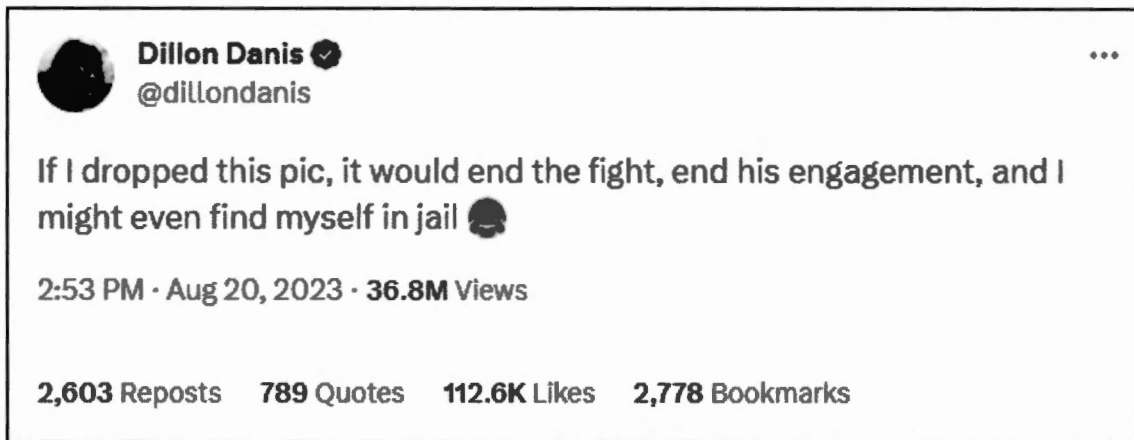 Dillon Danis
@dillondanis
If I dropped this pic, it would end the fight, end his engagement, and I
might even find myself in jail
2:53 PM · Aug 20, 2023 · 36.8M Views
2,603 Reposts 789 Quotes 112.6K Likes 2,778 Bookmarks